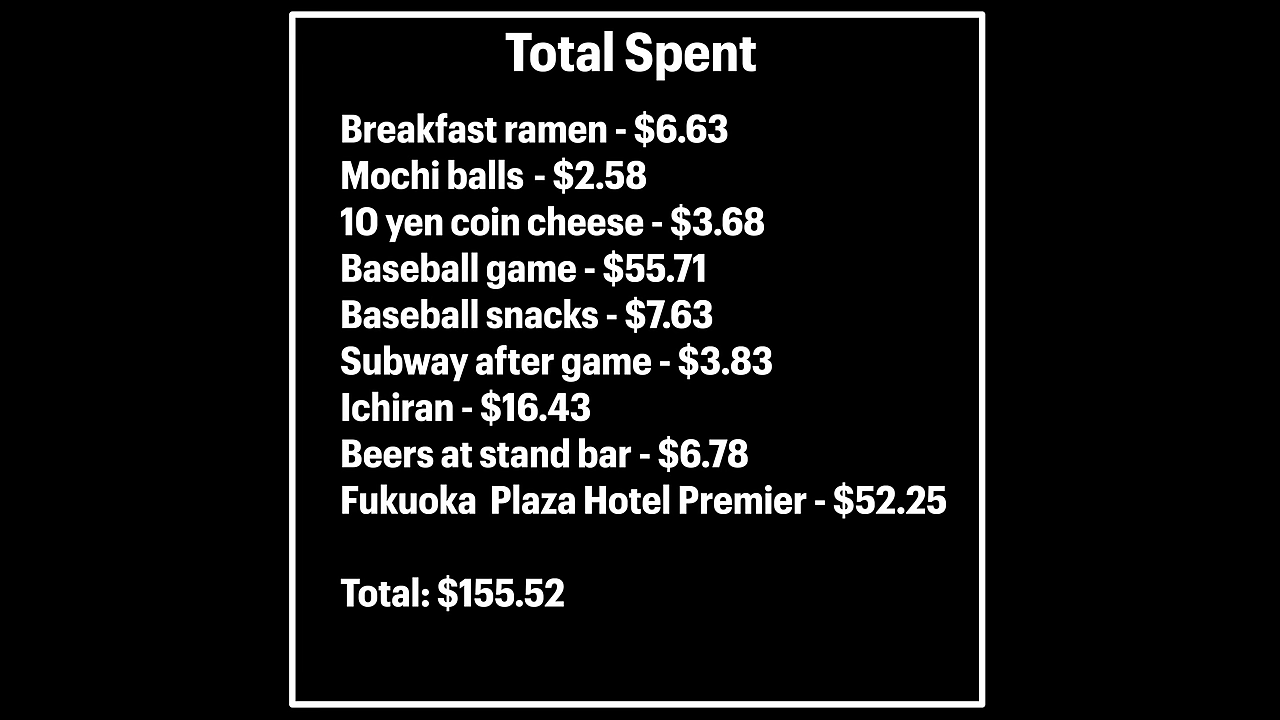 Total Spent
Breakfast ramen - $6.63
Mochi balls - $2.58
10 yen coin cheese - $3.68
Baseball game - $55.71
Baseball snacks - $7.63
Subway after game - $3.83
Ichiran - $16.43
Beers at stand bar - $6.78
Fukuoka Plaza Hotel Premier - $52.25
Total: $155.52